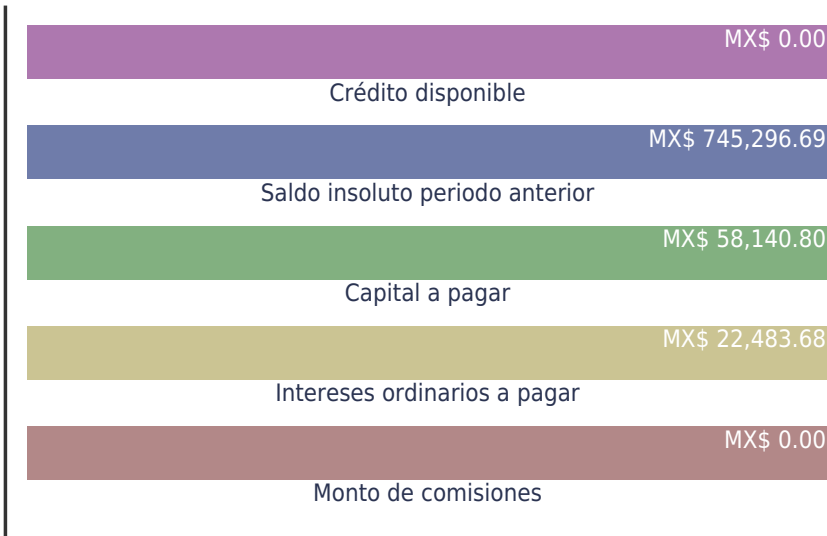 MX$ 0.00
Crédito disponible
MX$ 745,296.69
Saldo insoluto periodo anterior
MX$ 58,140.80
Capital a pagar
MX$ 22,483.68
Intereses ordinarios a pagar
MX$ 0.00
Monto de comisiones